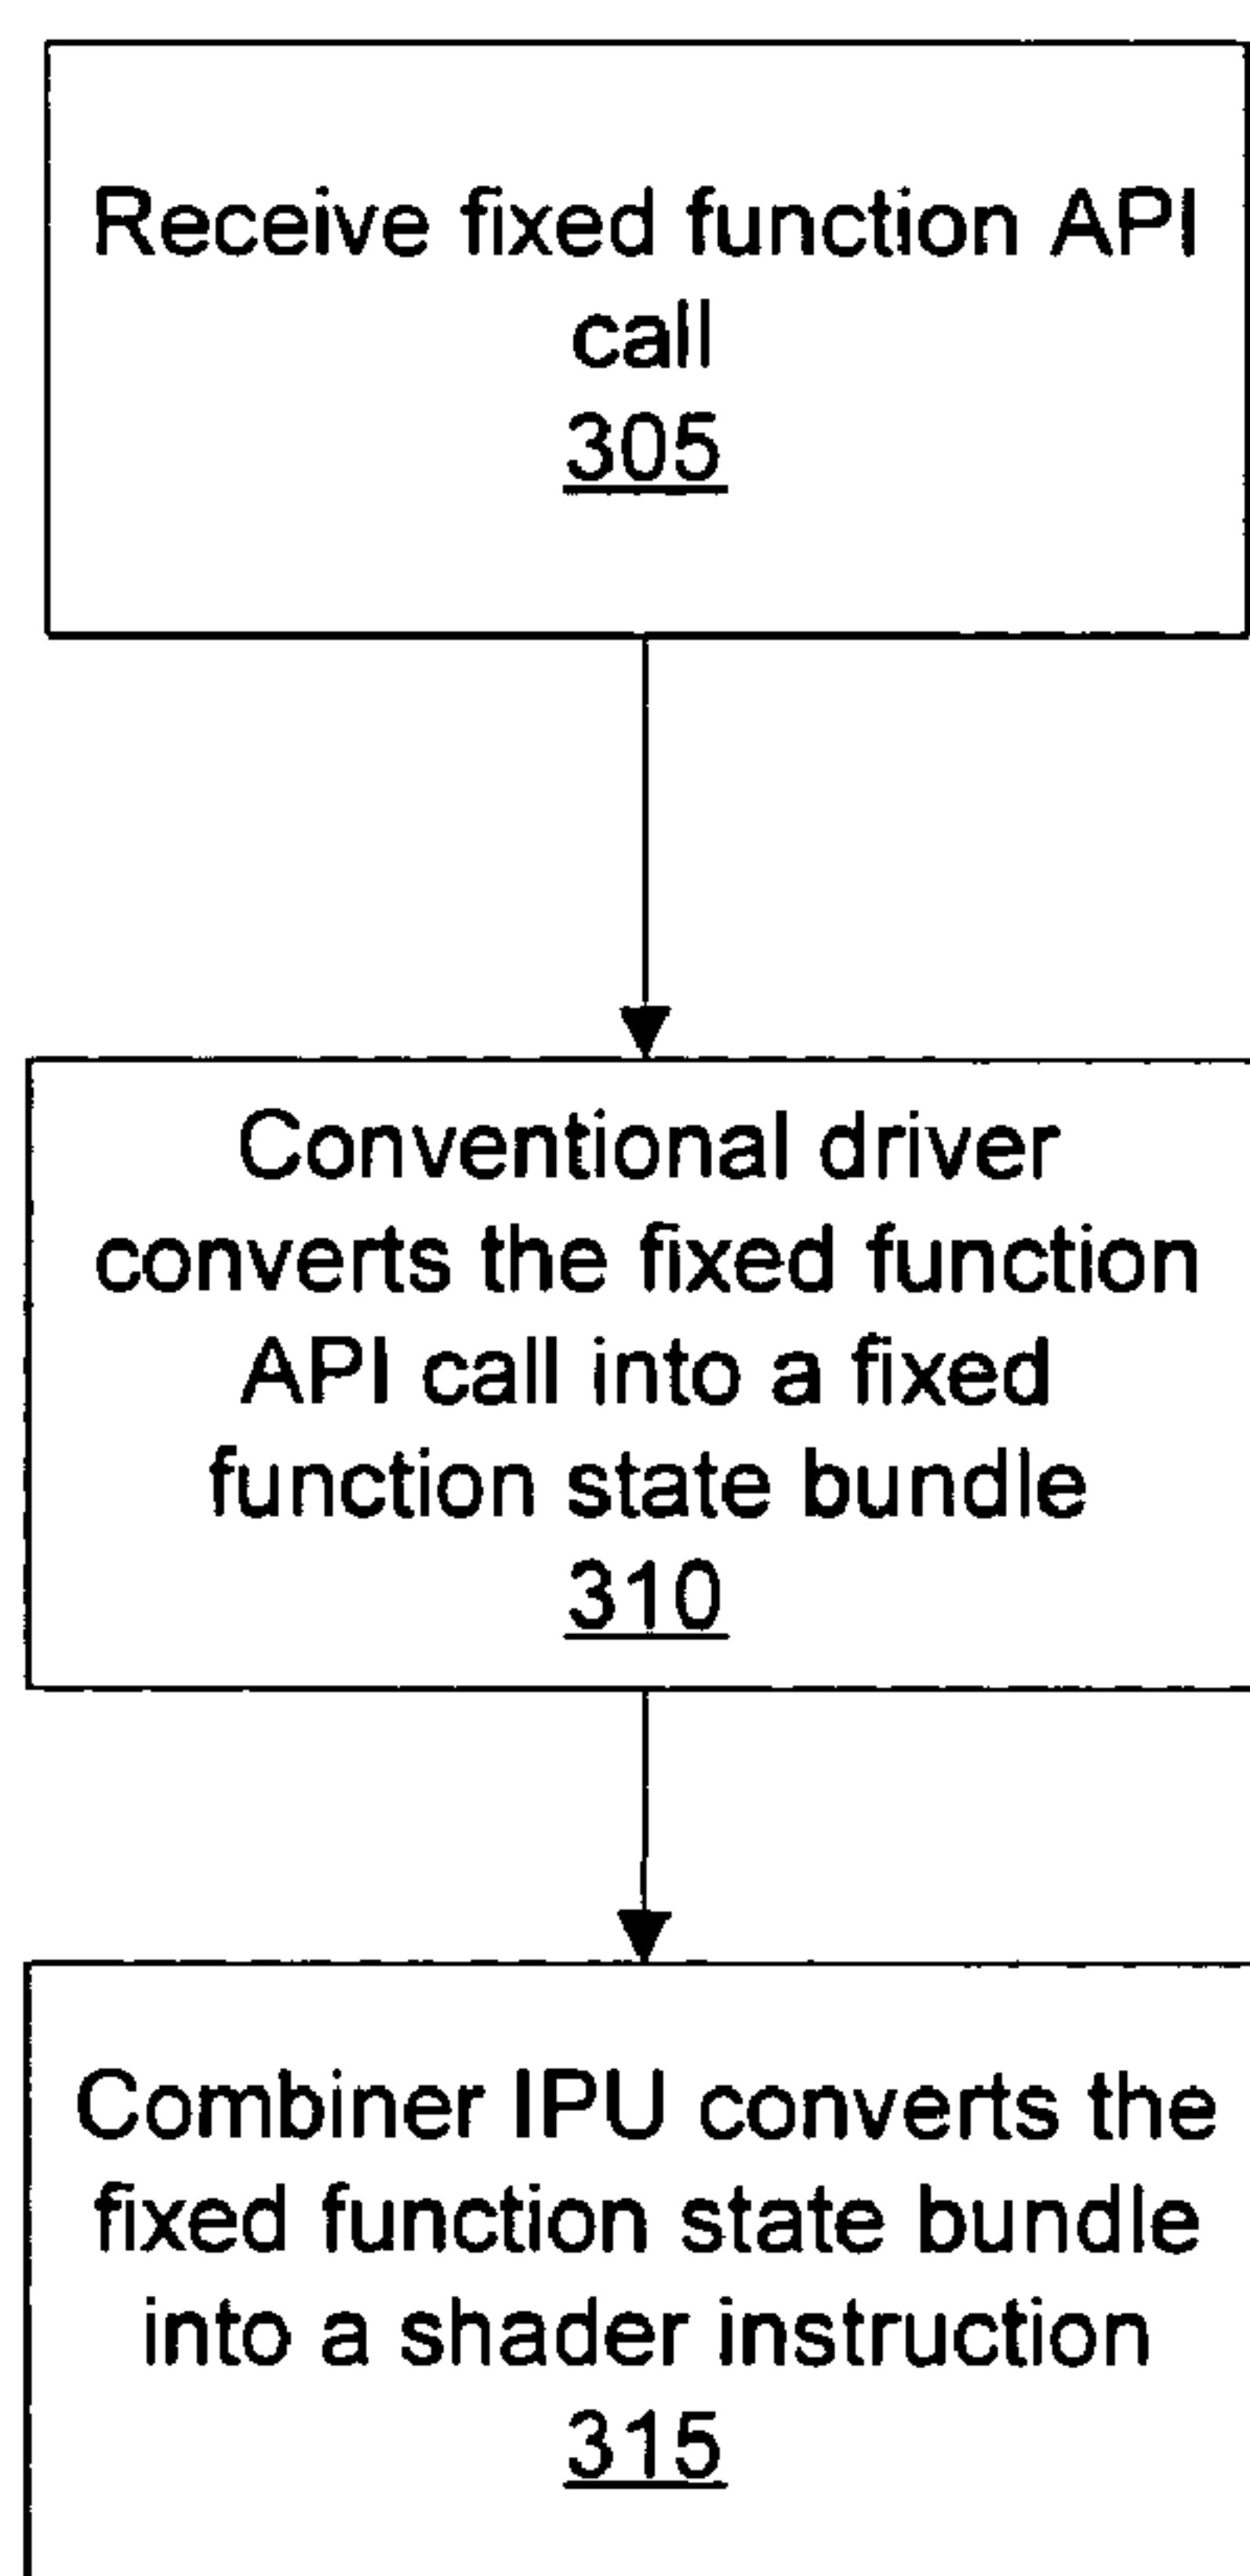 Receive fixed function API
call
305
Conventional driver
converts the fixed function
API call into a fixed
function state bundle
310
Combiner IPU converts the
fixed function state bundle
into a shader instruction
315